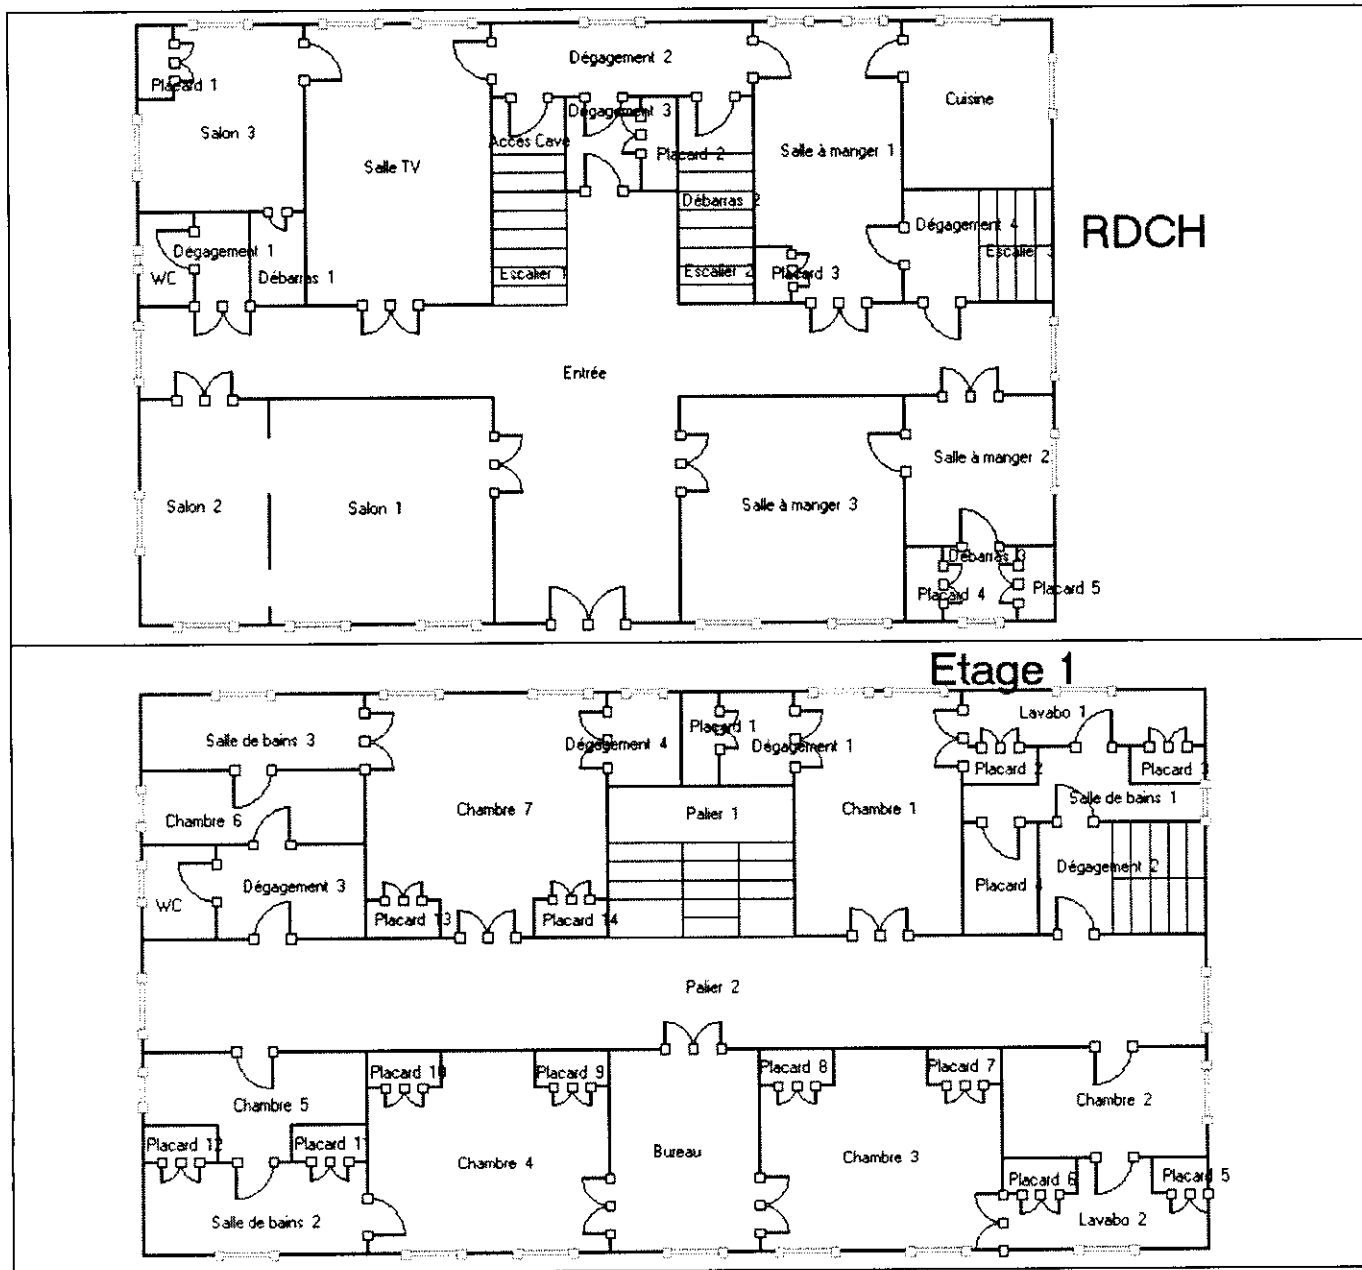 Dégagement 2
Placard 1
Cuisine
Dégagement 3
Salon 3
Accès Cave
Placard 2
Salle à manger 1
Salle TV
Débarras 2
Dégagement 4
RDCH
Dégagement 1
WC
Débarras 1
Escalier 1
Escalier 2
Placard 3
Escalier 3
Entrée
Salle à manger 2
Salon 2
Salon 1
Salle à manger 3
Débarras 3
Placard 4
Placard 5
Etage 1
Lavabo 1
Salle de bains 3
Dégagement 4
Placard 1
Dégagement 1
Placard 2
Placard 3
Salle de bains 1
Chambre 6
Chambre 7
Palier 1
Chambre 1
Dégagement 2
WC
Dégagement 3
Placard 4
Placard 13
Placard 14
Palier 2
Placard 10
Placard 9
Placard 8
Placard 7
Chambre 5
Chambre 2
Placard 12
Placard 11
Chambre 4
Bureau
Chambre 3
Placard 6
Placard 5
Salle de bains 2
Lavabo 2